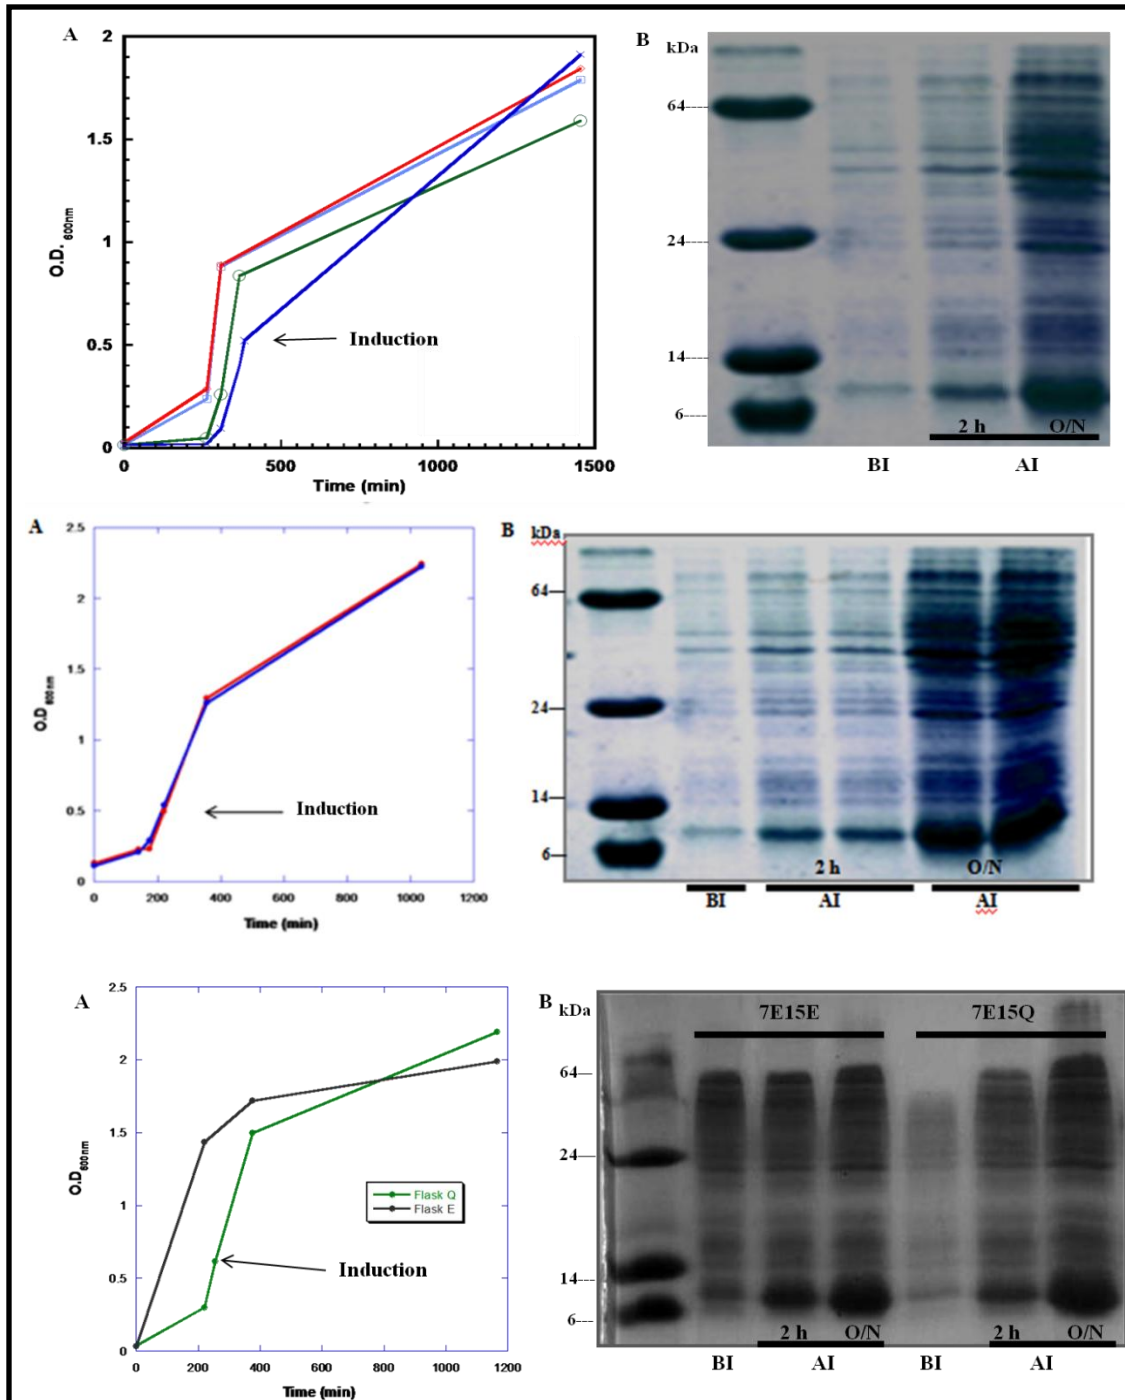 A
2
1.5
1
0.5
0
0
500
1000
1500
O.D. 600nm
Time (min)
Induction
B
kDa
64----
24----
14----
6----
2 h
O/N
BI
AI
A
2.5
2
1.5
1
0.5
0
0
200
400
600
800
1000
1200
O.D 600nm
Time (min)
Induction
B
kDa
64—
24—
14—
6—
2 h
O/N
BI
AI
AI
A
2.5
2
1.5
1
0.5
0
0
200
400
600
800
1000
1200
O.D 600nm
Time (min)
Flask Q
Flask E
Induction
B
kDa
7E15E
7E15Q
64---
24---
14---
6---
2 h
O/N
2 h
O/N
BI
AI
BI
AI